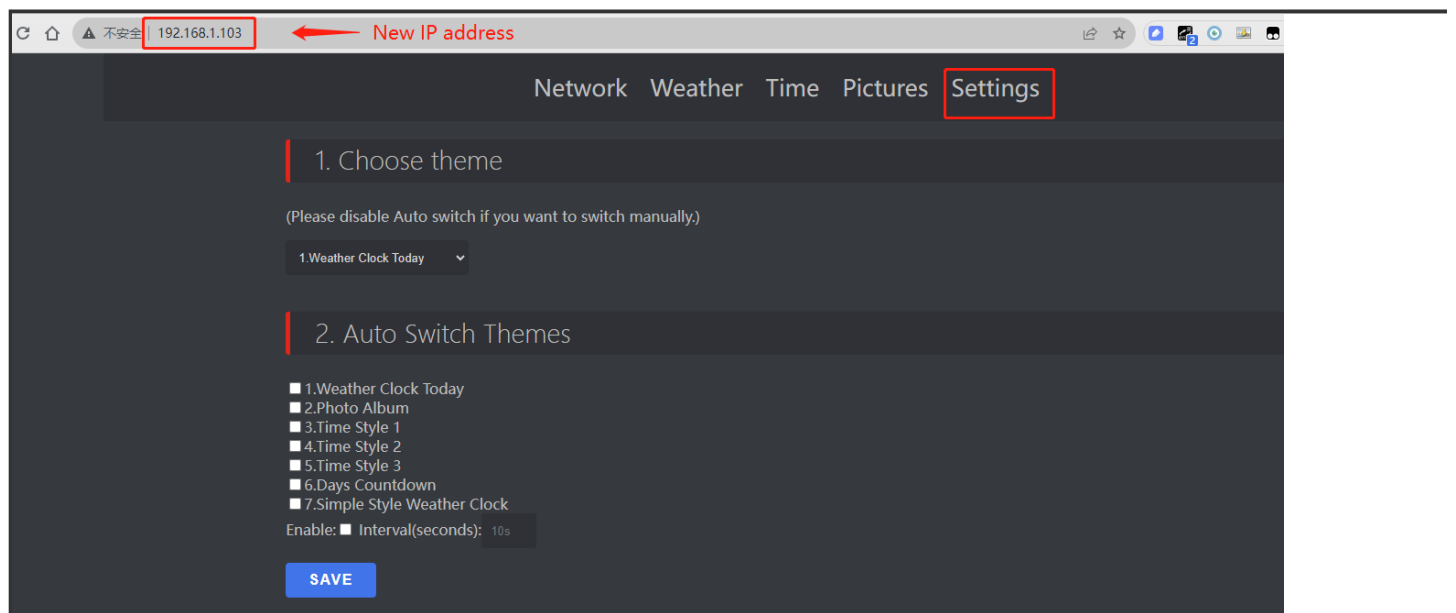 不安全 192.168.1.103 New IP address 2
Network Weather Time Pictures Settings
1. Choose theme
(Please disable Auto switch if you want to switch manually.)
1.Weather Clock Today
2. Auto Switch Themes
1.Weather Clock Today
2.Photo Album
3.Time Style 1
4.Time Style 2
5.Time Style 3
6.Days Countdown
7.Simple Style Weather Clock
Enable: Interval(seconds): 10s
SAVE